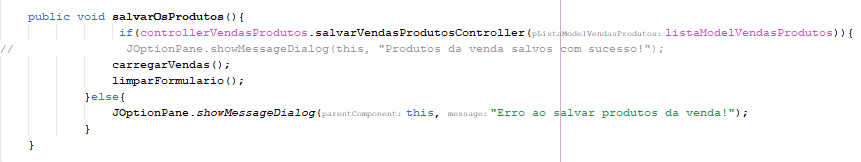 public void salvarOsProdutos(){
if(controllerVendasProdutos.salvarVendasProdutosController(pListaModelVendasProdutos: listaModelVendasProdutos)){
// JOptionPane.showMessageDialog(this, "Produtos da venda salvos com sucesso!");
carregarVendas();
limparFormulario();
}else{
JOptionPane.showMessageDialog(parentComponent: this, message: "Erro ao salvar produtos da venda!");
}
}